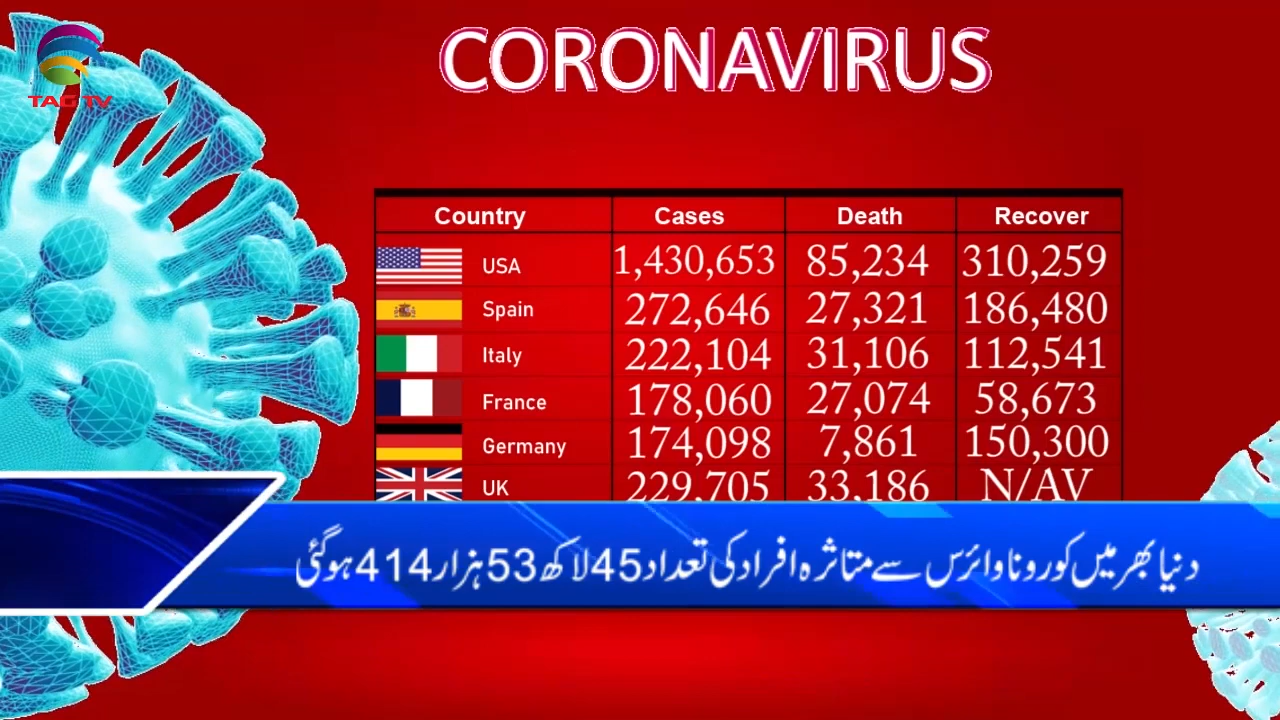 TAG TV
CORONAVIRUS
Country Cases Death Recover
USA 1,430,653 85,234 310,259
Spain 272,646 27,321 186,480
Italy 222,104 31,106 112,541
France 178,060 27,074 58,673
Germany 174,098 7,861 150,300
UK 229,705 33,186 N/AV
دنیا بھر میں کورونا وائرس سے متاثرہ افراد کی تعداد 45 لاکھ 53 ہزار 414 ہوگئی